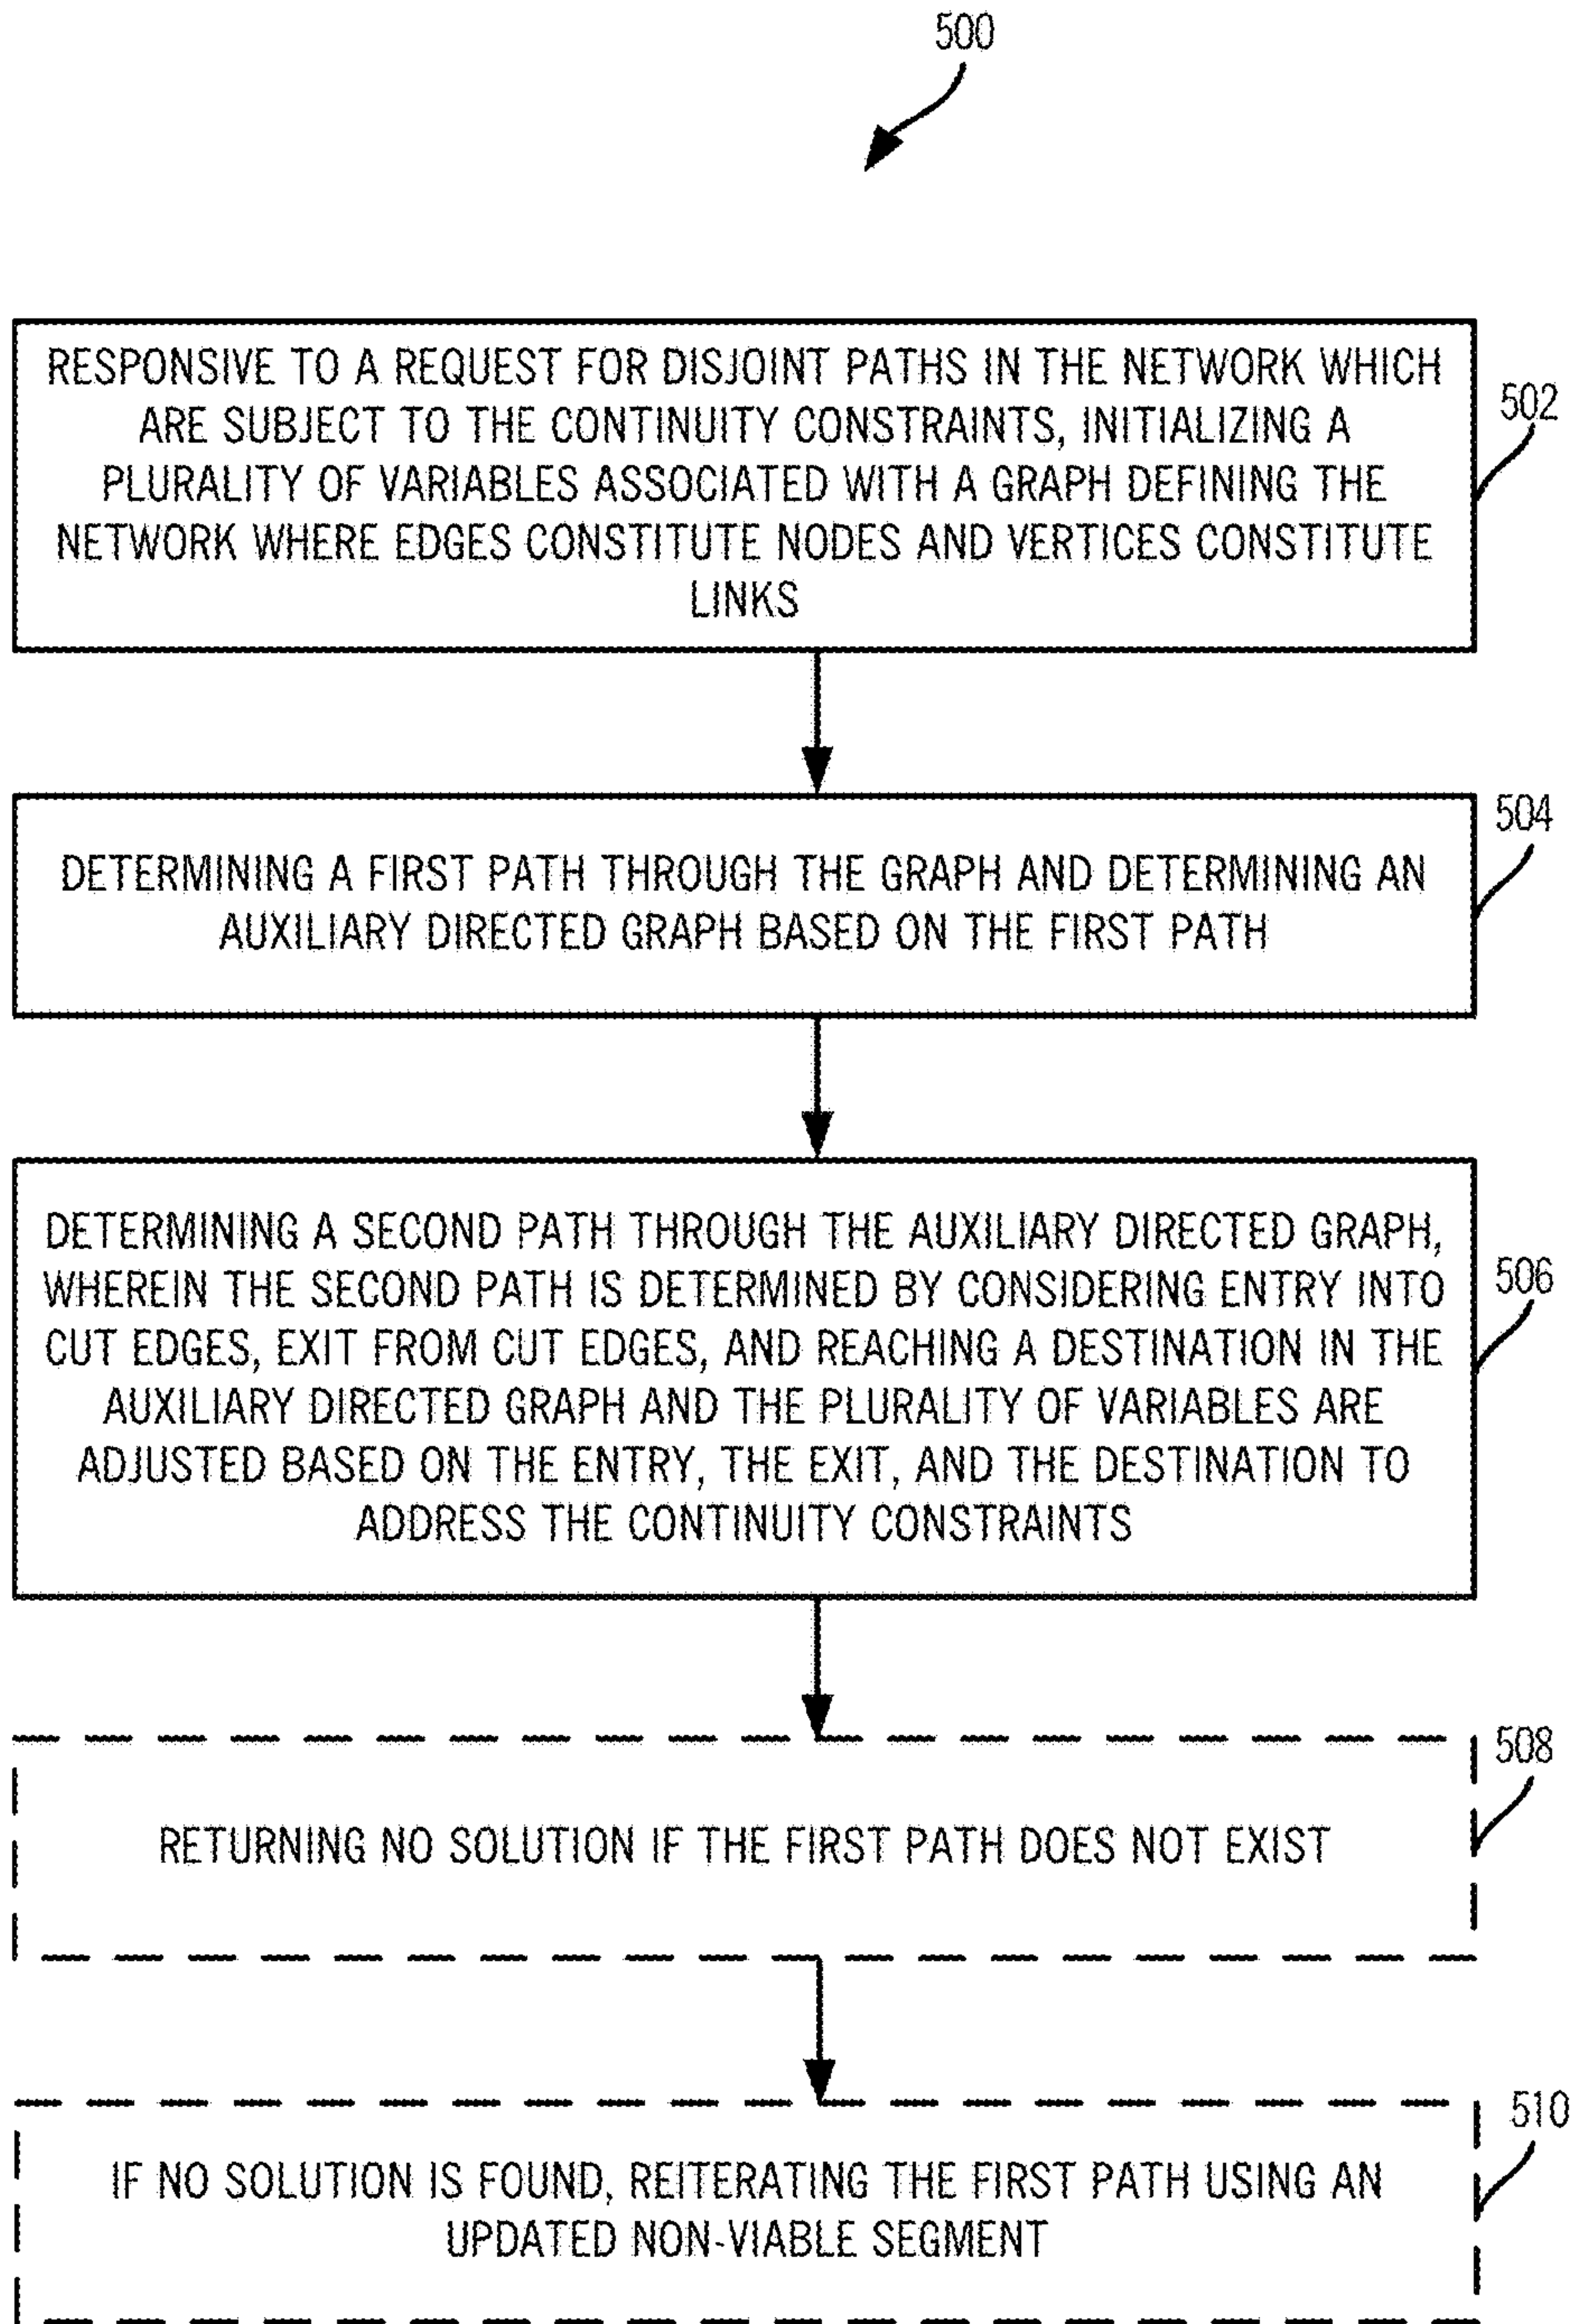 500
RESPONSIVE TO A REQUEST FOR DISJOINT PATHS IN THE NETWORK WHICH
ARE SUBJECT TO THE CONTINUITY CONSTRAINTS, INITIALIZING A
PLURALITY OF VARIABLES ASSOCIATED WITH A GRAPH DEFINING THE
NETWORK WHERE EDGES CONSTITUTE NODES AND VERTICES CONSTITUTE
LINKS
502
DETERMINING A FIRST PATH THROUGH THE GRAPH AND DETERMINING AN
AUXILIARY DIRECTED GRAPH BASED ON THE FIRST PATH
504
DETERMINING A SECOND PATH THROUGH THE AUXILIARY DIRECTED GRAPH,
WHEREIN THE SECOND PATH IS DETERMINED BY CONSIDERING ENTRY INTO
CUT EDGES, EXIT FROM CUT EDGES, AND REACHING A DESTINATION IN THE
AUXILIARY DIRECTED GRAPH AND THE PLURALITY OF VARIABLES ARE
ADJUSTED BASED ON THE ENTRY, THE EXIT, AND THE DESTINATION TO
ADDRESS THE CONTINUITY CONSTRAINTS
506
RETURNING NO SOLUTION IF THE FIRST PATH DOES NOT EXIST
508
IF NO SOLUTION IS FOUND, REITERATING THE FIRST PATH USING AN
UPDATED NON-VIABLE SEGMENT
510